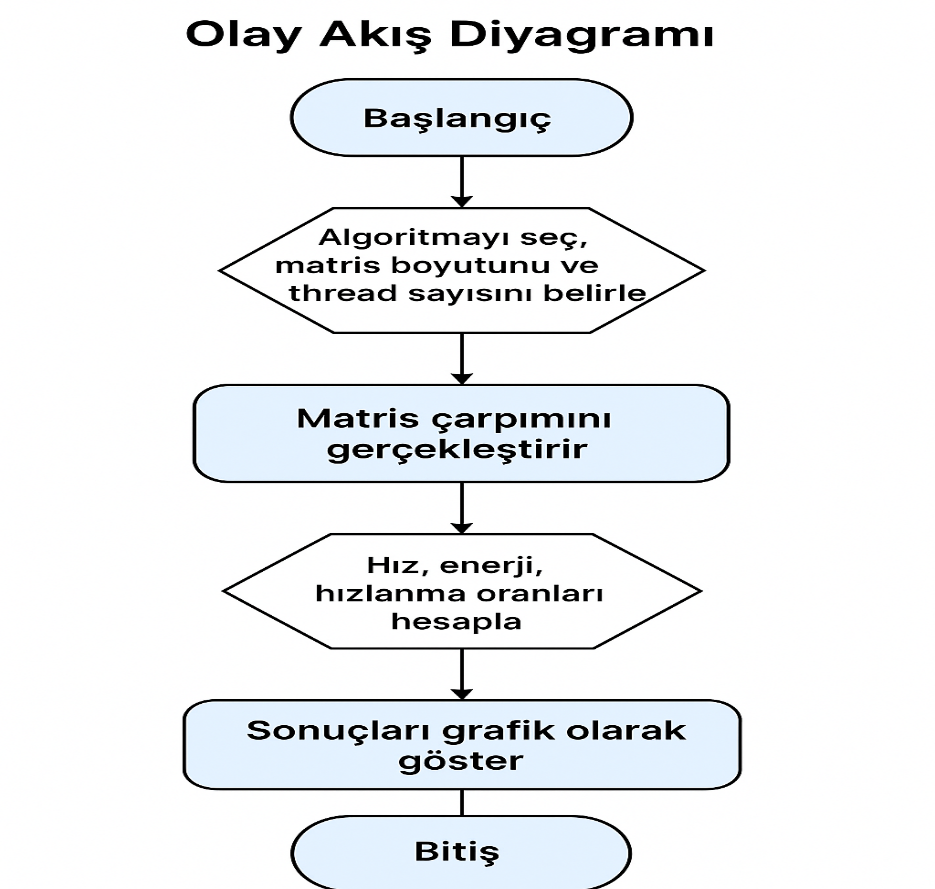 Olay Akış Diyagramı
Başlangıç
Algoritmayı seç,
matris boyutunu ve
thread sayısını belirle
Matris çarpımını
gerçekleştirir
Hız, enerji,
hızlanma oranları
hesapla
Sonuçları grafik olarak
göster
Bitiş